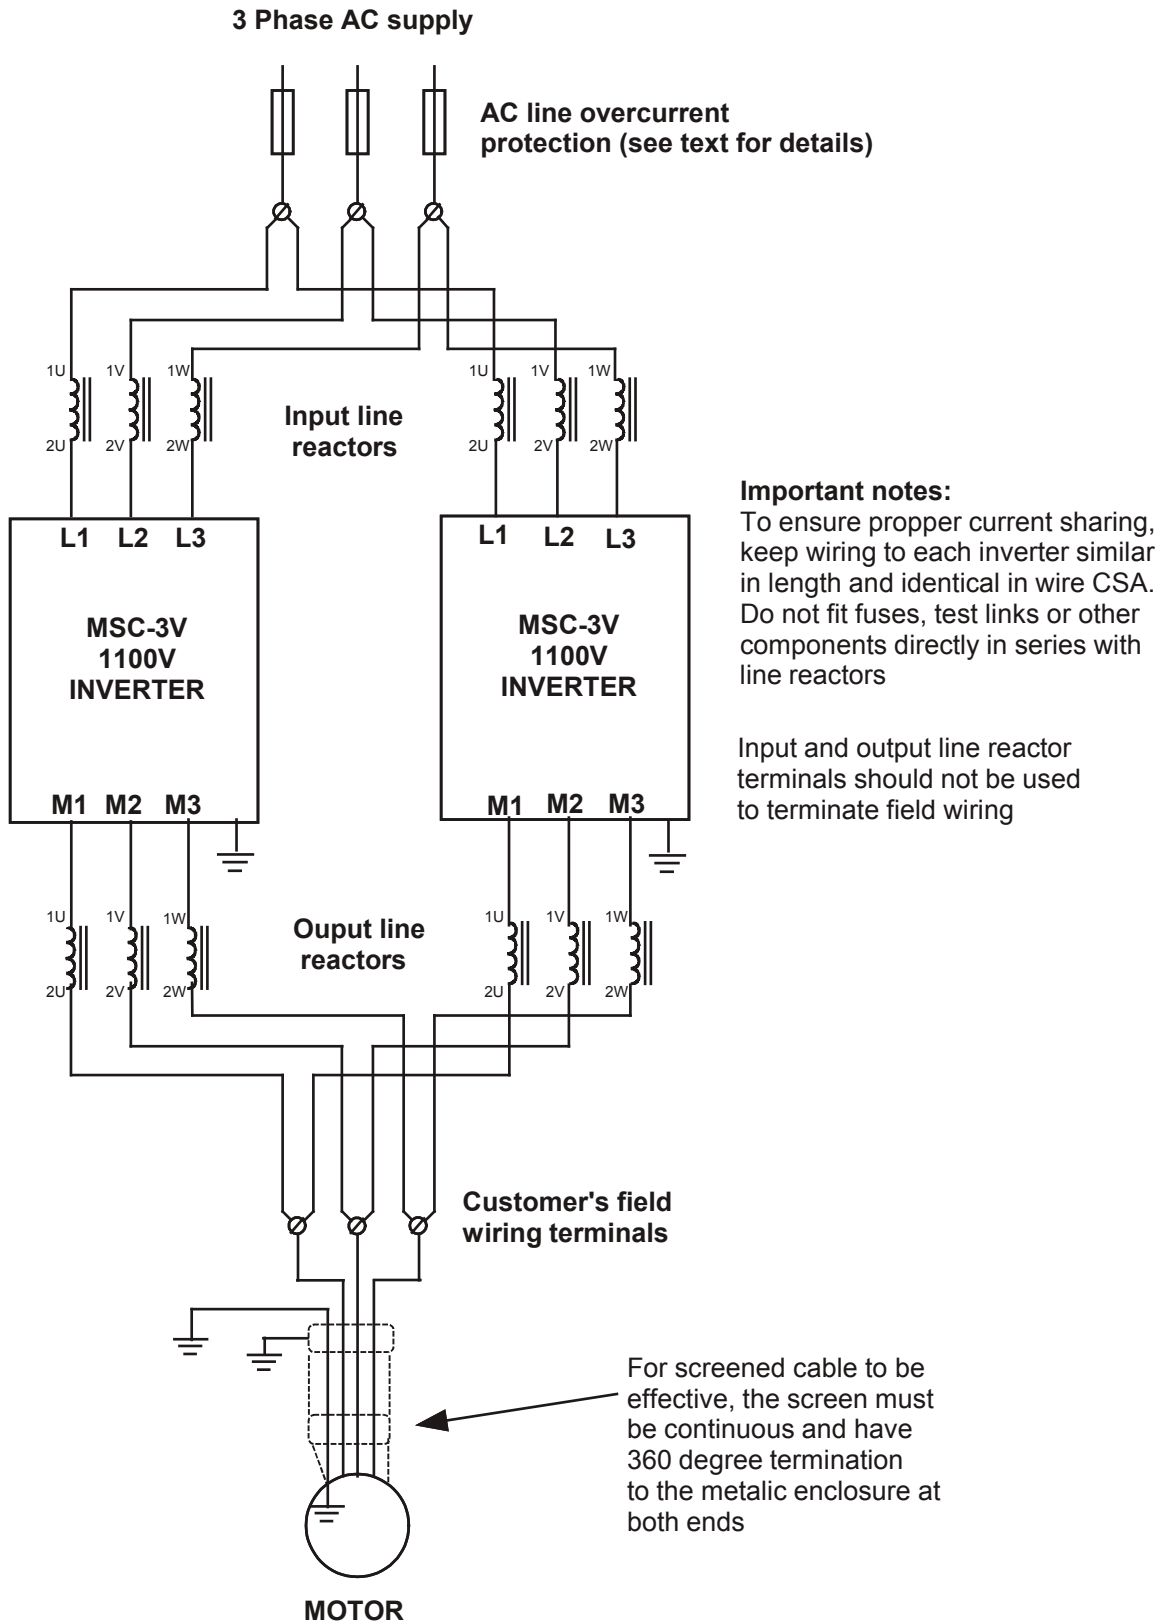 3 Phase AC supply
AC line overcurrent
protection (see text for details)
1U 1V 1W
1U 1V 1W
Input line
reactors
2U 2V 2W
2U 2V 2W
L1 L2 L3
L1 L2 L3
MSC-3V
1100V
INVERTER
MSC-3V
1100V
INVERTER
Important notes:
To ensure propper current sharing,
keep wiring to each inverter similar
in length and identical in wire CSA.
Do not fit fuses, test links or other
components directly in series with
line reactors
Input and output line reactor
terminals should not be used
to terminate field wiring
M1 M2 M3
M1 M2 M3
1U 1V 1W
1U 1V 1W
Ouput line
reactors
2U 2V 2W
2U 2V 2W
Customer's field
wiring terminals
For screened cable to be
effective, the screen must
be continuous and have
360 degree termination
to the metalic enclosure at
both ends
MOTOR